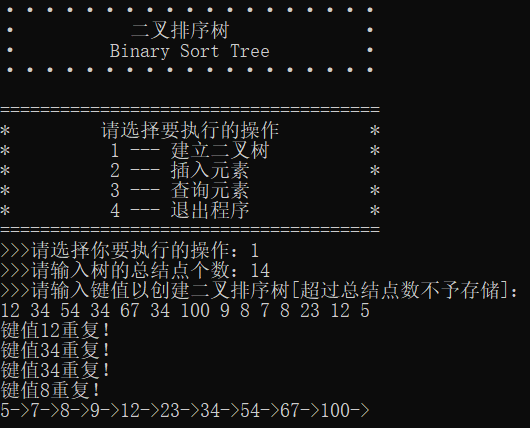 · · · · · · · · · · · · · · · · · · ·
· 二叉排序树 ·
· Binary Sort Tree ·
· · · · · · · · · · · · · · · · · · ·
======================================
* 请选择要执行的操作 *
* 1 --- 建立二叉树 *
* 2 --- 插入元素 *
* 3 --- 查询元素 *
* 4 --- 退出程序 *
======================================
>>>请选择你要执行的操作: 1
>>>请输入树的总结点个数: 14
>>>请输入键值以创建二叉排序树[超过总结点数不予存储]:
12 34 54 34 67 34 100 9 8 7 8 23 12 5
键值12重复!
键值34重复!
键值34重复!
键值8重复!
5->7->8->9->12->23->34->54->67->100->